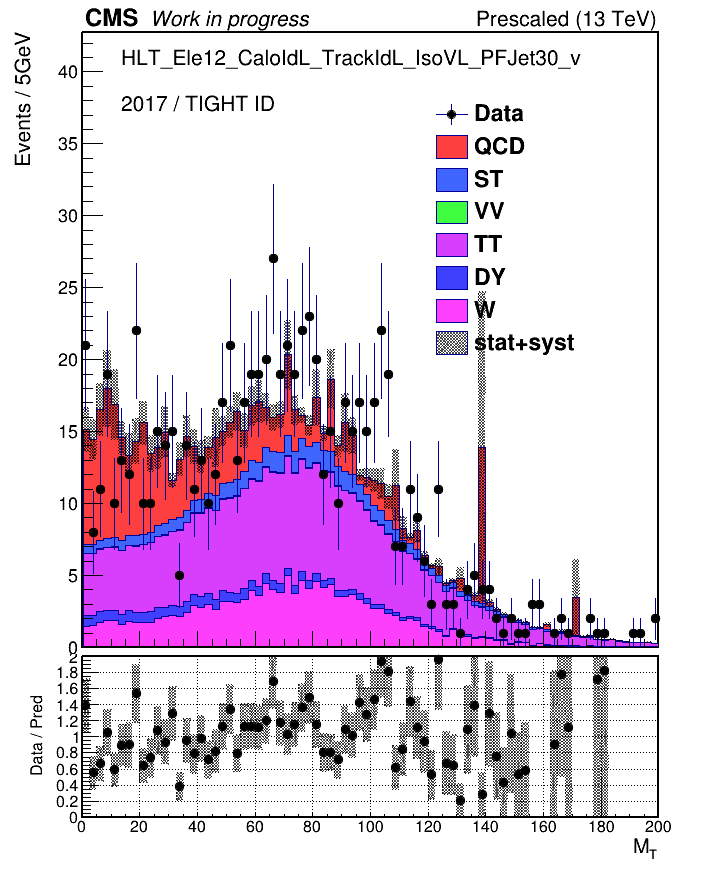 CMS Work in progress Prescaled (13 TeV)
Events / 5GeV
HLT_Ele12_CaloIdL_TrackIdL_IsoVL_PFJet30_v
2017 / TIGHT ID
Data
QCD
ST
VV
TT
DY
W
stat+syst
40
35
30
25
20
15
10
5
0
Data / Pred
2
1.8
1.6
1.4
1.2
1
0.8
0.6
0.4
0.2
0
0 20 40 60 80 100 120 140 160 180 200
M_T